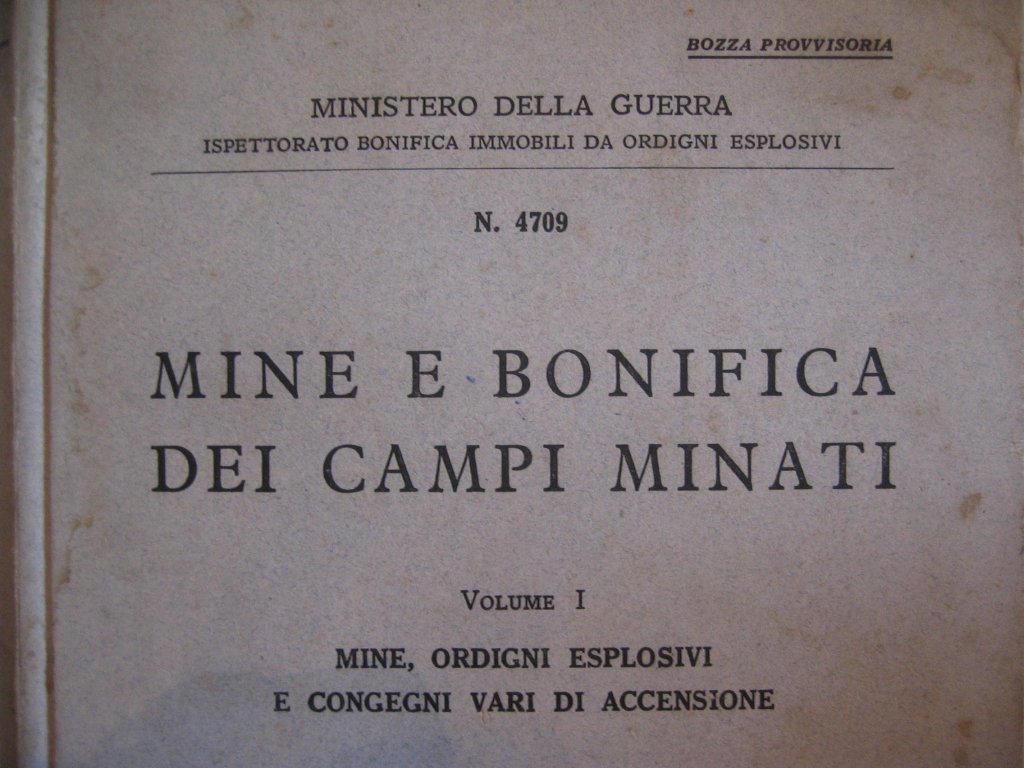 BOZZA PROVVISORIA
MINISTERO DELLA GUERRA
ISPETTORATO BONIFICA IMMOBILI DA ORDIGNI ESPLOSIVI
N. 4709
MINE E BONIFICA
DEI CAMPI MINATI
VOLUME I
MINE, ORDIGNI ESPLOSIVI
E CONGEGNI VARI DI ACCENSIONE